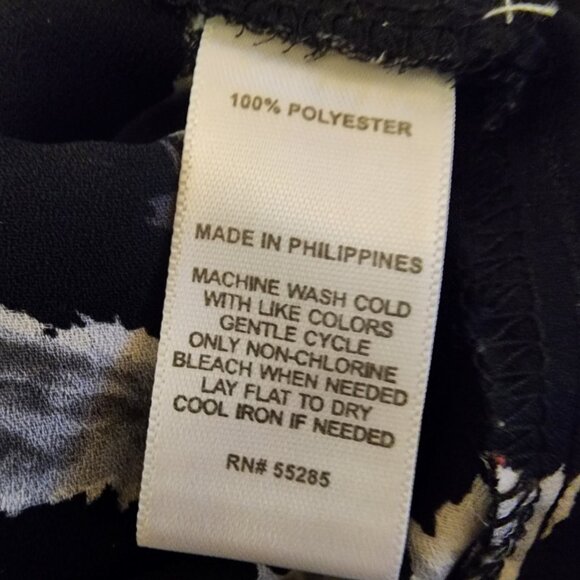 100% POLYESTER
MADE IN PHILIPPINES
MACHINE WASH COLD
WITH LIKE COLORS
GENTLE CYCLE
ONLY NON-CHLORINE
BLEACH WHEN NEEDED
LAY FLAT TO DRY
COOL IRON IF NEEDED
RN# 55285